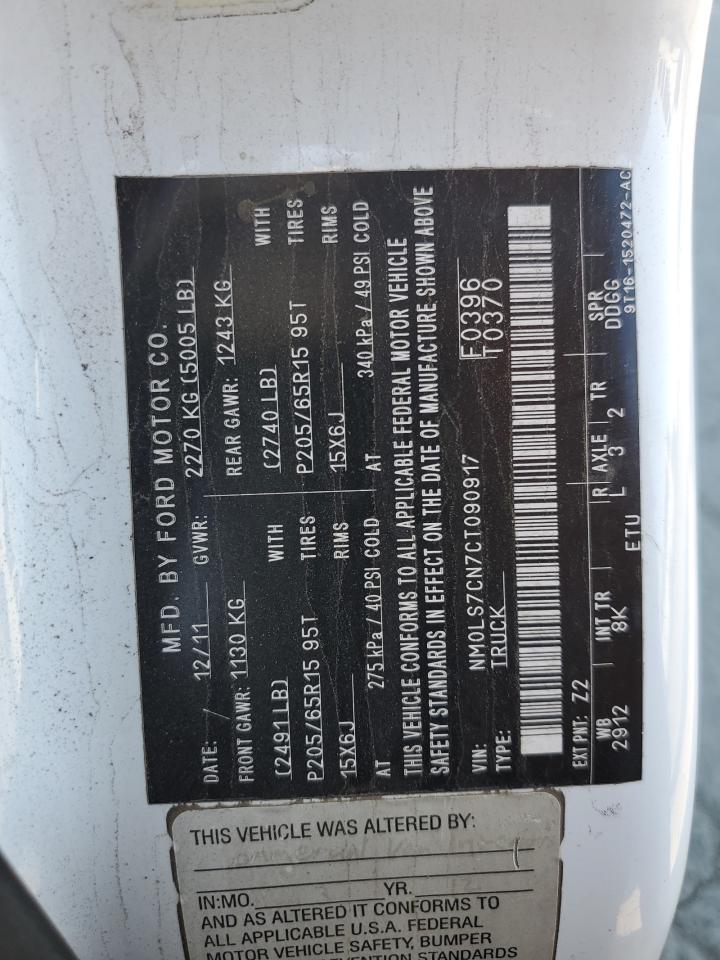 MFD. BY FORD MOTOR CO.
DATE: 12/11 GVWR: 2270 KG (5005 LB)
FRONT GAWR: 1130 KG REAR GAWR: 1243 KG
(2491 LB) (2740 LB) WITH
P205/65R15 95T TIRES P205/65R15 95T TIRES
15X6J RIMS 15X6J RIMS
AT 275 kPa / 40 PSI COLD AT 340 kPa / 49 PSI COLD
THIS VEHICLE CONFORMS TO ALL APPLICABLE FEDERAL MOTOR VEHICLE
SAFETY STANDARDS IN EFFECT ON THE DATE OF MANUFACTURE SHOWN ABOVE
VIN: NM0LS7CN7CT090917 F0396
TYPE: TRUCK T0370
EXT PNT: Z2 R AXLE TR SPR
WB INT TR L 3 2 DDGG
2912 8K ETU 9T16-1520472-AC
THIS VEHICLE WAS ALTERED BY:
IN: MO. YR. 12
AND AS ALTERED IT CONFORMS TO
ALL APPLICABLE U.S.A. FEDERAL
MOTOR VEHICLE SAFETY, BUMPER
STANDARDS